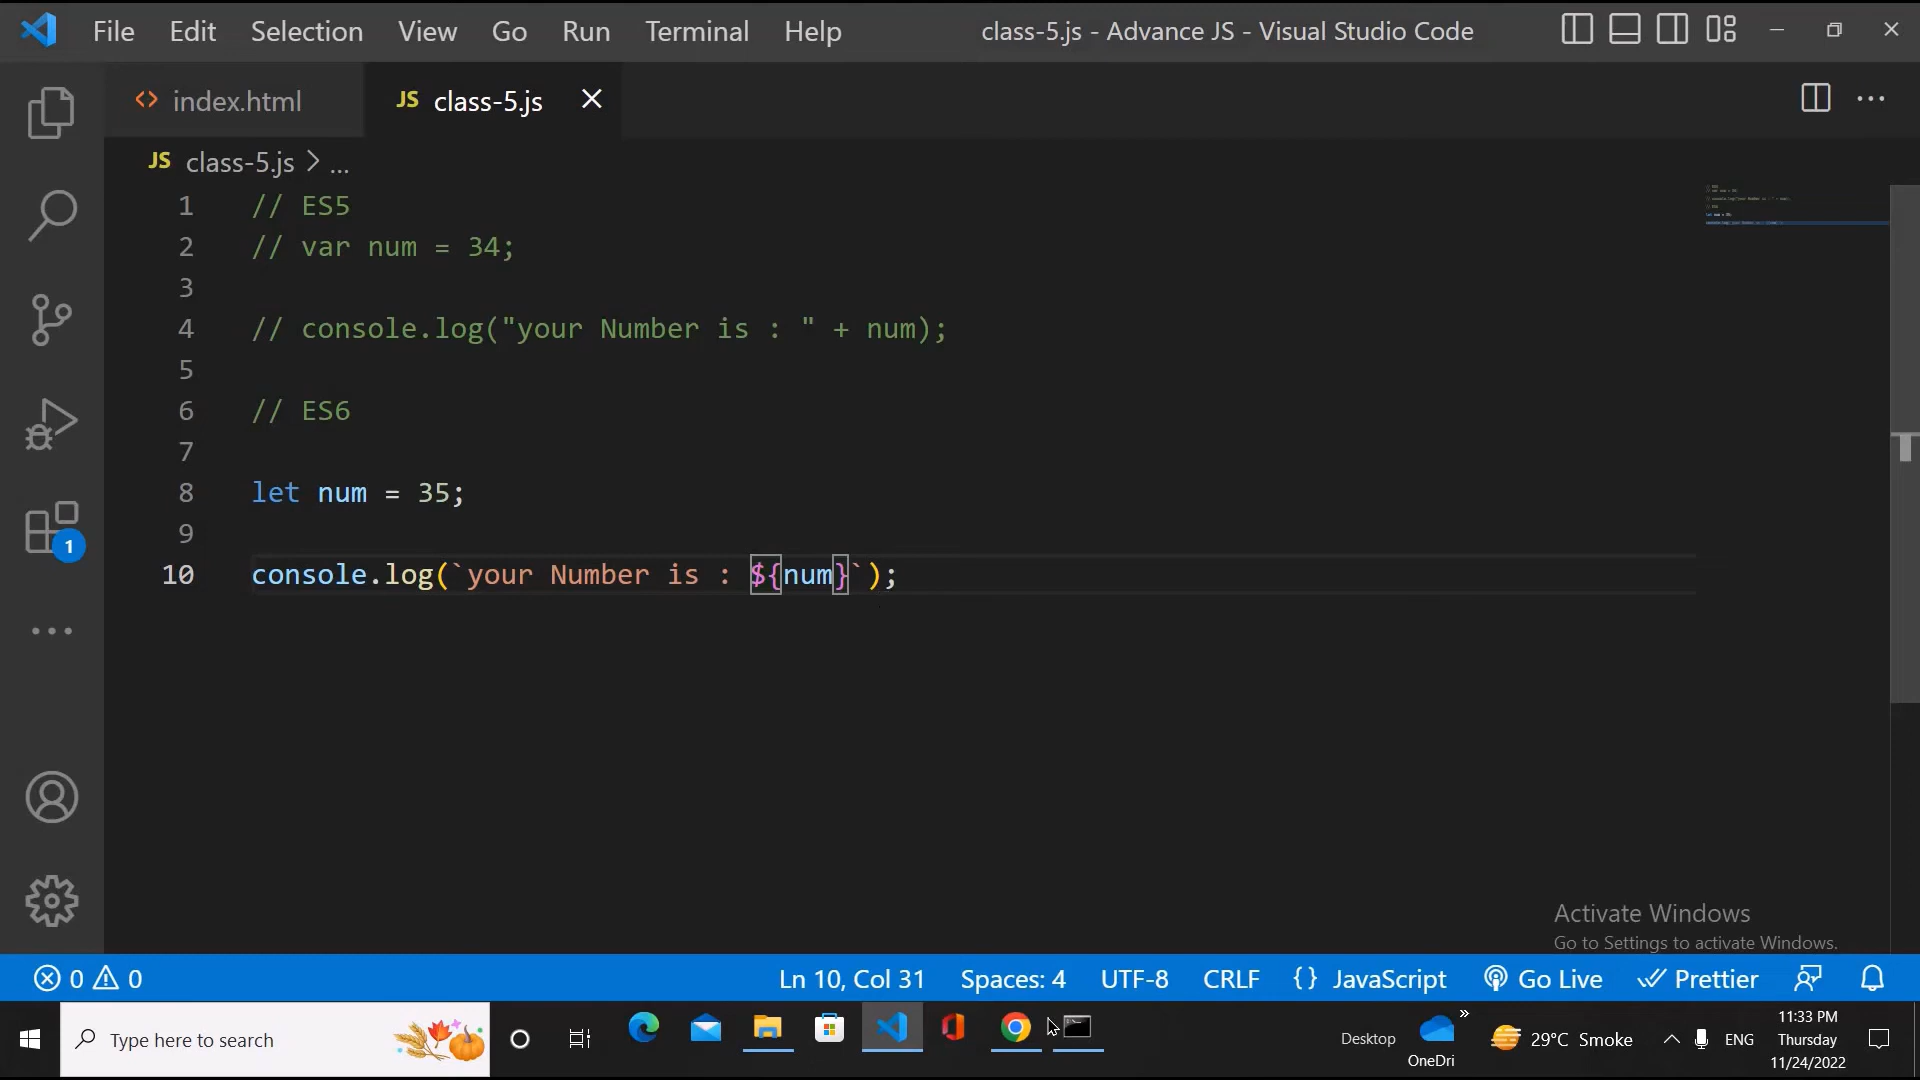 File Edit Selection View Go Run Terminal Help class-5.js - Advance JS - Visual Studio Code
index.html JS class-5.js
JS class-5.js > ...
1 // ES5
2 // var num = 34;
3
4 // console.log("your Number is : " + num);
5
6 // ES6
7
8 let num = 35;
9
10 console.log(`your Number is : ${num}`);
1
Activate Windows
Go to Settings to activate Windows.
0 0 Ln 10, Col 31 Spaces: 4 UTF-8 CRLF {} JavaScript Go Live Prettier
Type here to search
Desktop
OneDri
»
29°C Smoke
ENG
11:33 PM
Thursday
11/24/2022